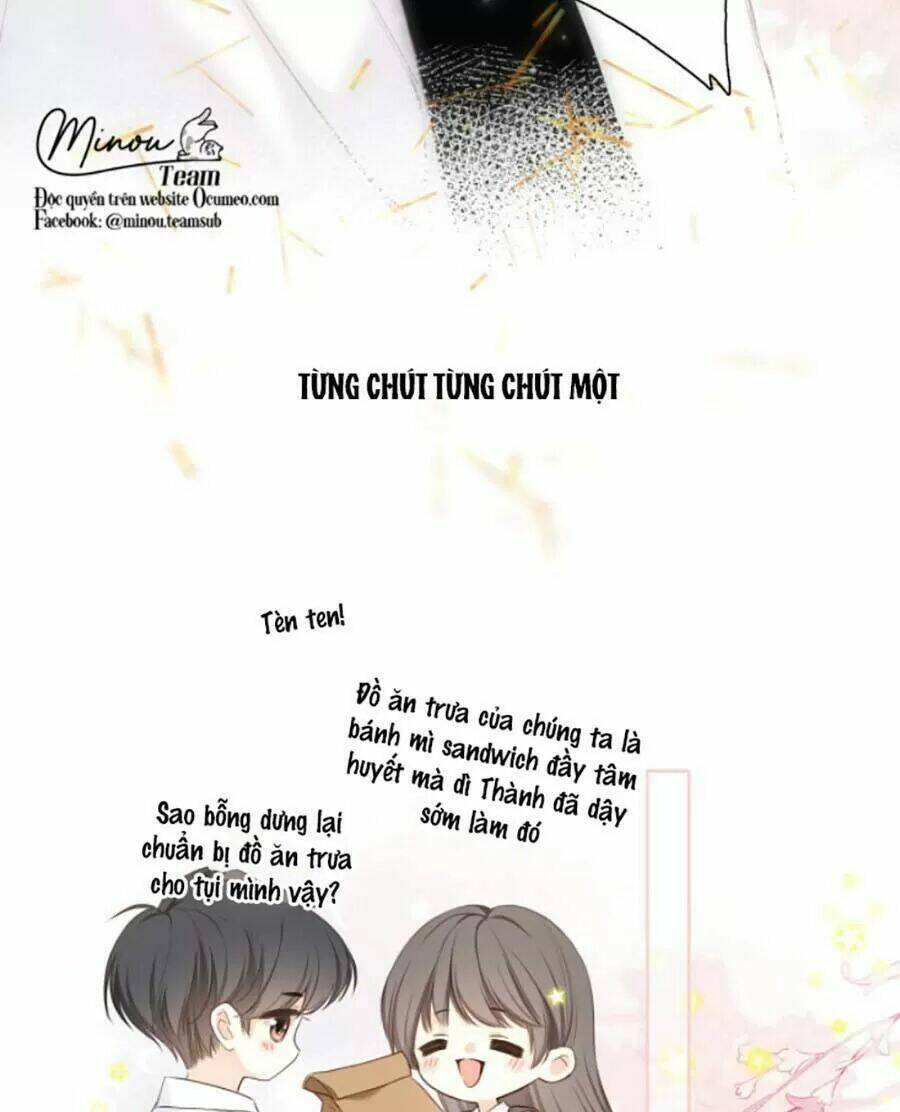 Minou
Team
Độc quyền trên website Ocumeo.com
Facebook: @minou.teamsub
TỪNG CHÚT TỪNG CHÚT MỘT
Tèn ten!
Đồ ăn trưa của chúng ta là
bánh mì sandwich đầy tâm
huyết mà dì Thành đã dậy
sớm làm đó
Sao bỗng dưng lại
chuẩn bị đồ ăn trưa
cho tụi mình vậy?